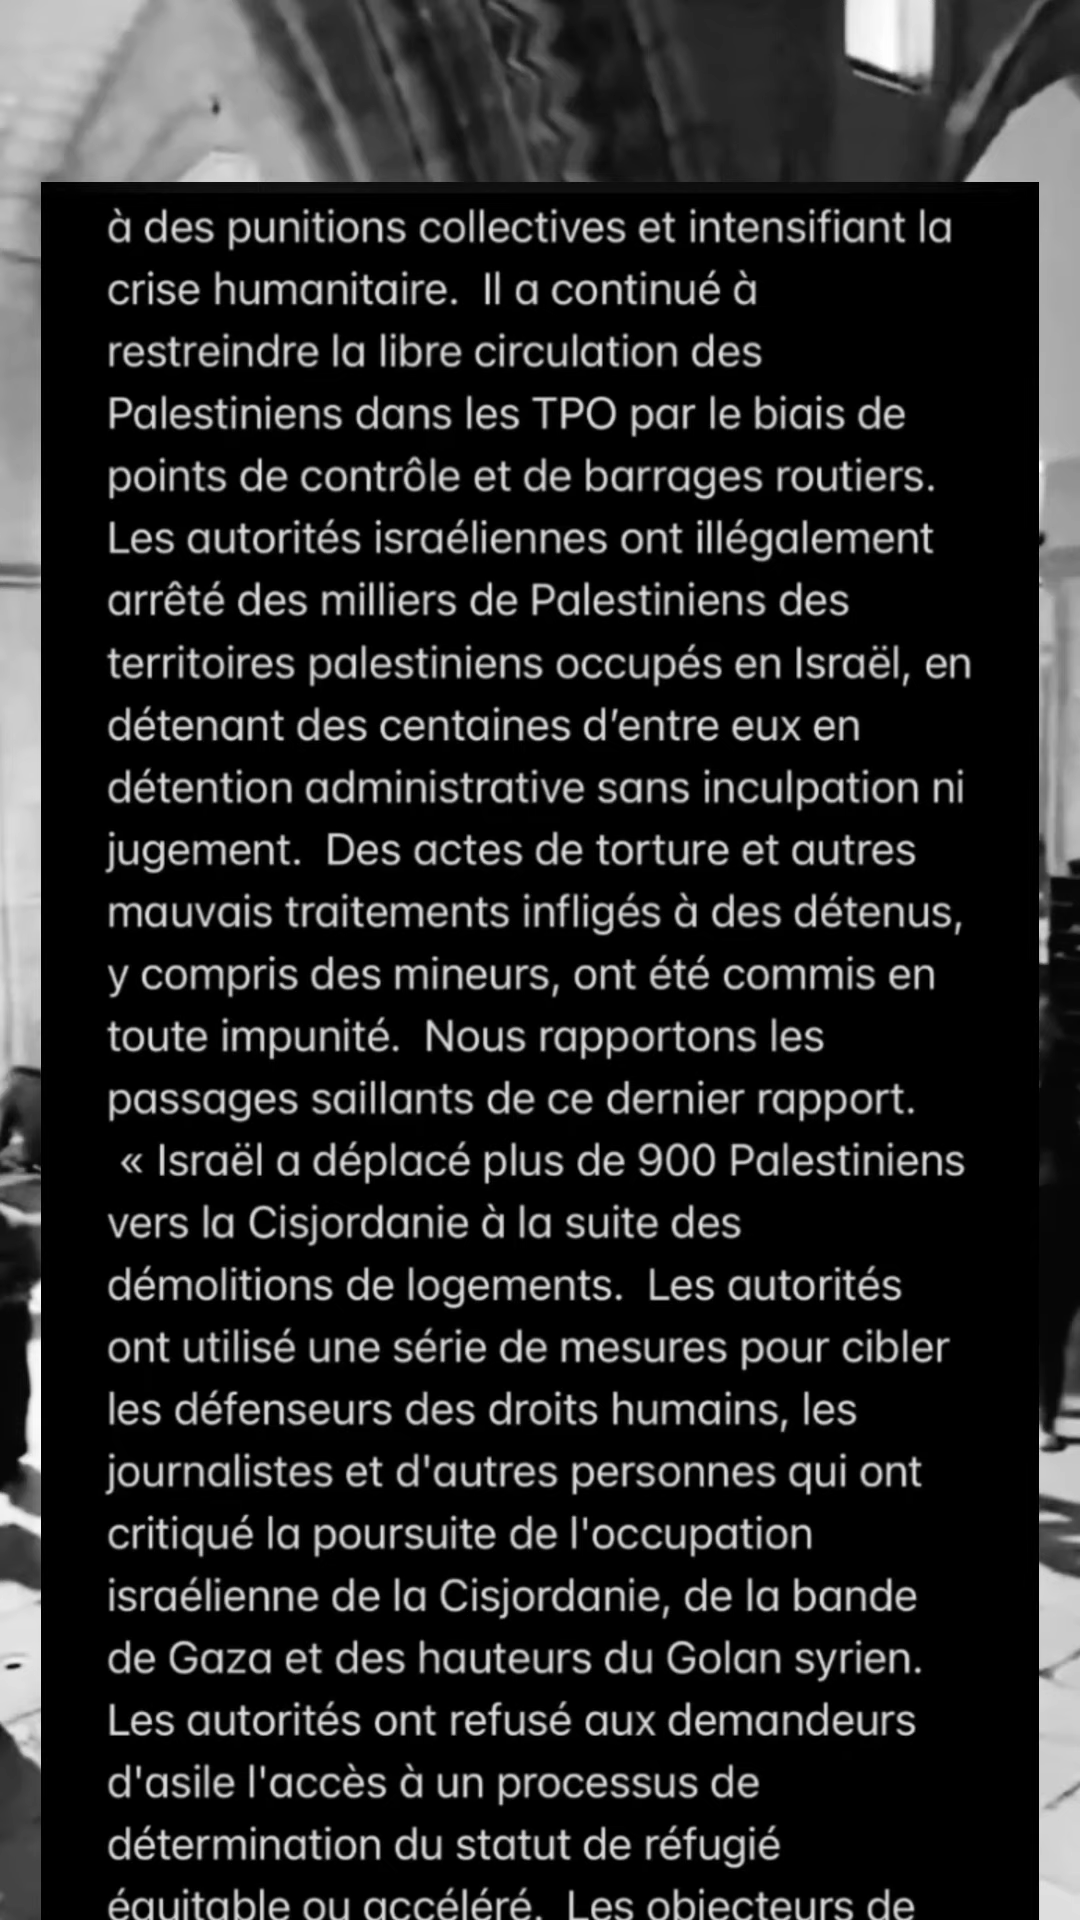 à des punitions collectives et intensifiant la
crise humanitaire.  Il a continué à
restreindre la libre circulation des
Palestiniens dans les TPO par le biais de
points de contrôle et de barrages routiers.
Les autorités israéliennes ont illégalement
arrêté des milliers de Palestiniens des
territoires palestiniens occupés en Israël, en
détenant des centaines d’entre eux en
détention administrative sans inculpation ni
jugement.  Des actes de torture et autres
mauvais traitements infligés à des détenus,
y compris des mineurs, ont été commis en
toute impunité.  Nous rapportons les
passages saillants de ce dernier rapport.
« Israël a déplacé plus de 900 Palestiniens
vers la Cisjordanie à la suite des
démolitions de logements.  Les autorités
ont utilisé une série de mesures pour cibler
les défenseurs des droits humains, les
journalistes et d'autres personnes qui ont
critiqué la poursuite de l'occupation
israélienne de la Cisjordanie, de la bande
de Gaza et des hauteurs du Golan syrien.
Les autorités ont refusé aux demandeurs
d'asile l'accès à un processus de
détermination du statut de réfugié
équitable ou accéléré.  Les objecteurs de